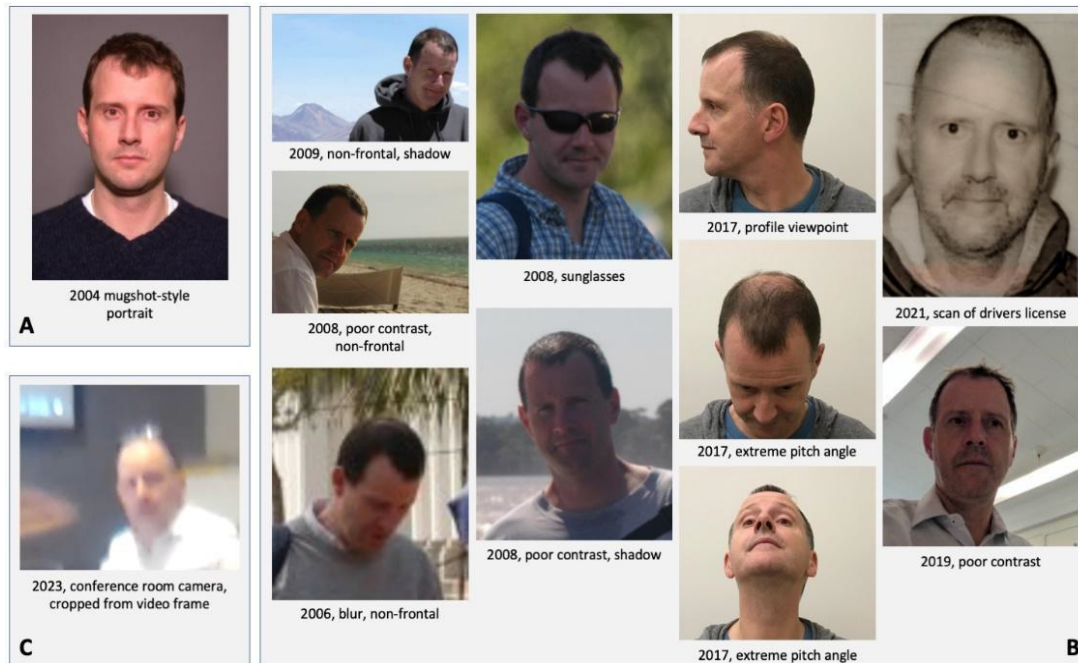 2004 mugshot-style
portrait
A
2009, non-frontal, shadow
2008, poor contrast,
non-frontal
2006, blur, non-frontal
2008, sunglasses
2008, poor contrast, shadow
2017, profile viewpoint
2017, extreme pitch angle
2017, extreme pitch angle
2021, scan of drivers license
2019, poor contrast
B
2023, conference room camera,
cropped from video frame
C